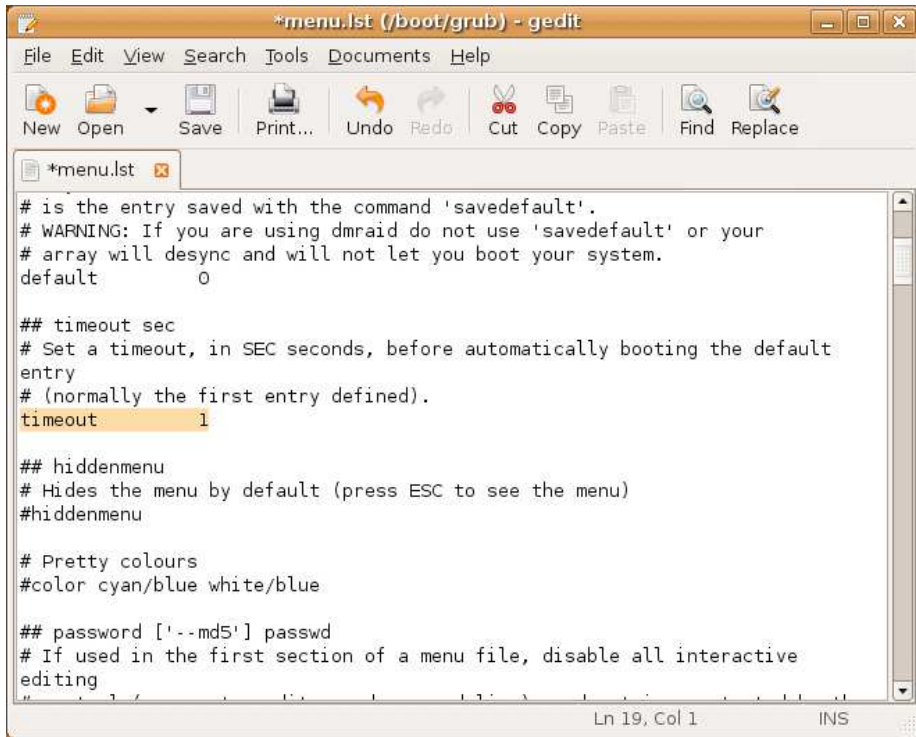 *menu.lst (/boot/grub) - gedit
File Edit View Search Tools Documents Help
New Open Save Print... Undo Redo Cut Copy Paste Find Replace
*menu.lst
# is the entry saved with the command 'savedefault'.
# WARNING: If you are using dmraid do not use 'savedefault' or your
# array will desync and will not let you boot your system.
default 0
## timeout sec
# Set a timeout, in SEC seconds, before automatically booting the default
entry
# (normally the first entry defined).
timeout 1
## hiddenmenu
# Hides the menu by default (press ESC to see the menu)
#hiddenmenu
# Pretty colours
#color cyan/blue white/blue
## password ['--md5'] passwd
# If used in the first section of a menu file, disable all interactive
editing
Ln 19, Col 1 INS